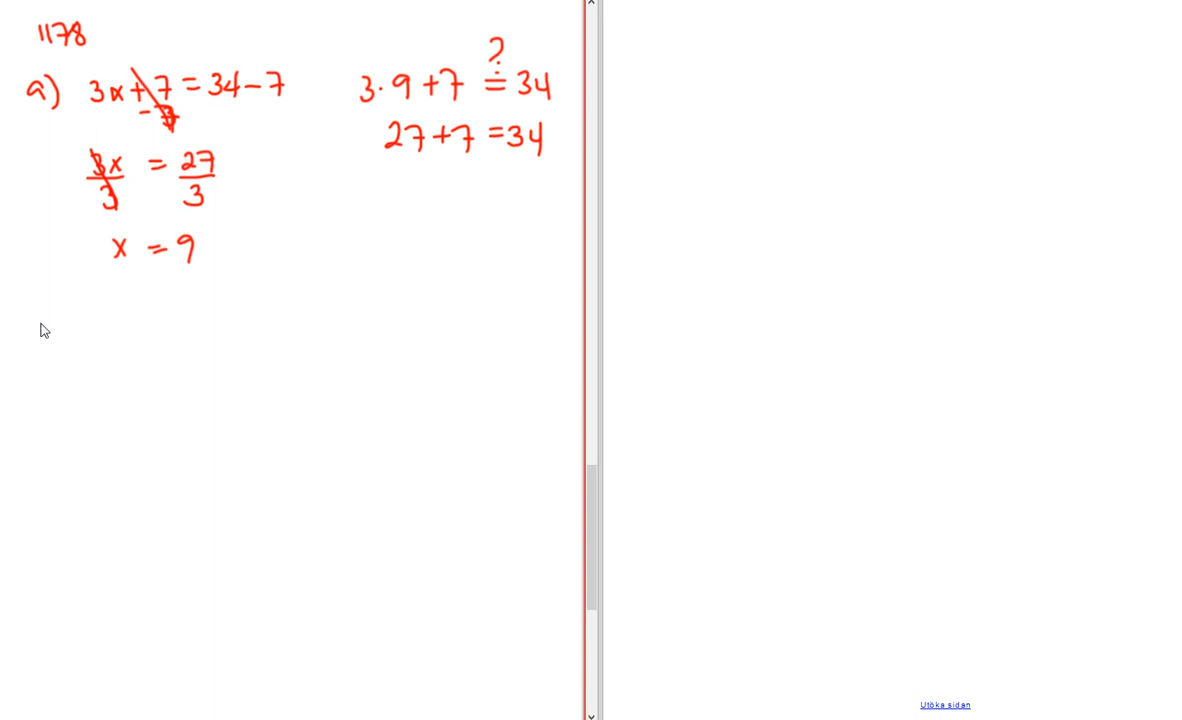 1178
a) 3x + 7 = 34 - 7
- 7
3x/3 = 27/3
x = 9
?
3·9 + 7 = 34
27 + 7 = 34
Utöka sidan